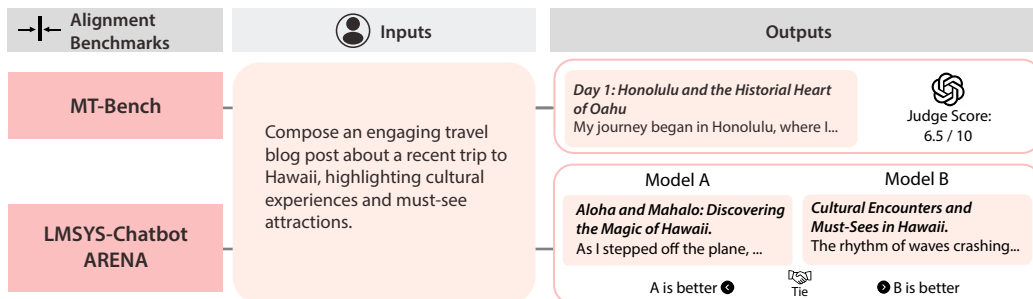 Alignment
Benchmarks
Inputs
Outputs
MT-Bench
LMSYS-Chatbot
ARENA
Compose an engaging travel
blog post about a recent trip to
Hawaii, highlighting cultural
experiences and must-see
attractions.
Day 1: Honolulu and the Historial Heart
of Oahu
My journey began in Honolulu, where I...
Judge Score:
6.5 / 10
Model A
Aloha and Mahalo: Discovering
the Magic of Hawaii.
As I stepped off the plane, ...
Model B
Cultural Encounters and
Must-Sees in Hawaii.
The rhythm of waves crashing...
A is better
Tie
B is better